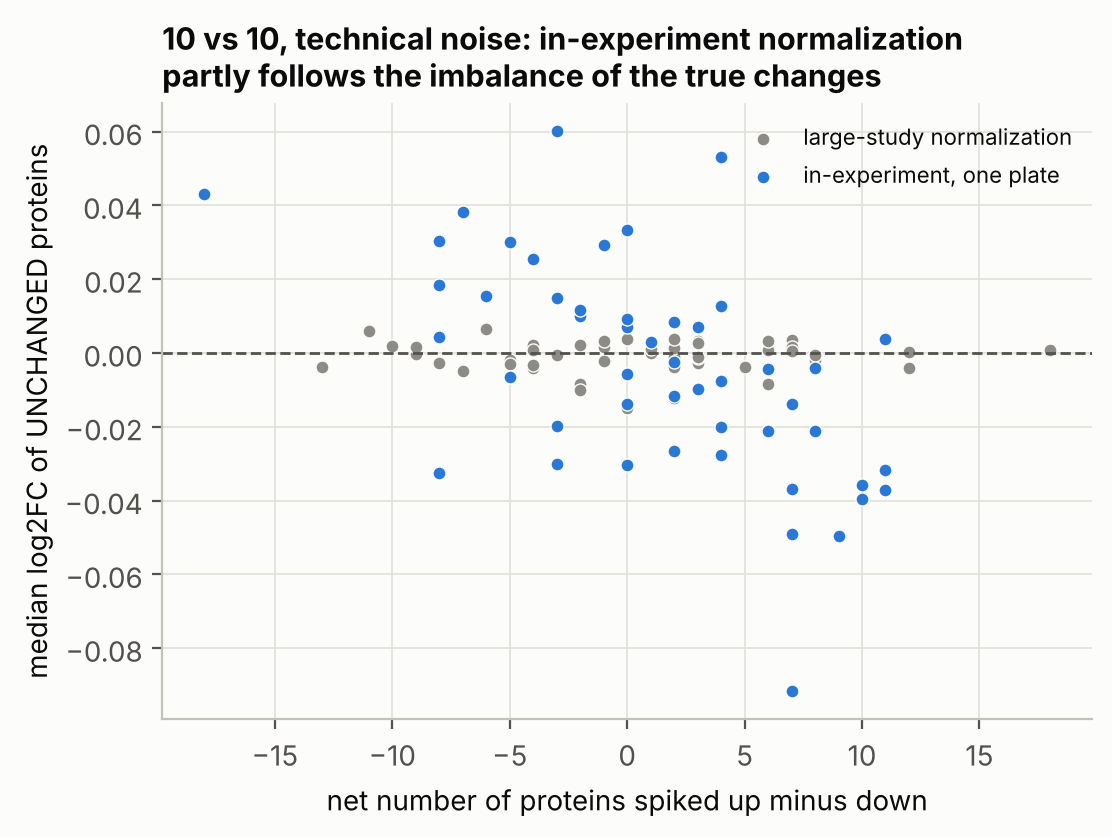 10 vs 10, technical noise: in-experiment normalization
partly follows the imbalance of the true changes
large-study normalization
in-experiment, one plate
median log2FC of UNCHANGED proteins
0.06
0.04
0.02
0.00
−0.02
−0.04
−0.06
−0.08
−15
−10
−5
0
5
10
15
net number of proteins spiked up minus down